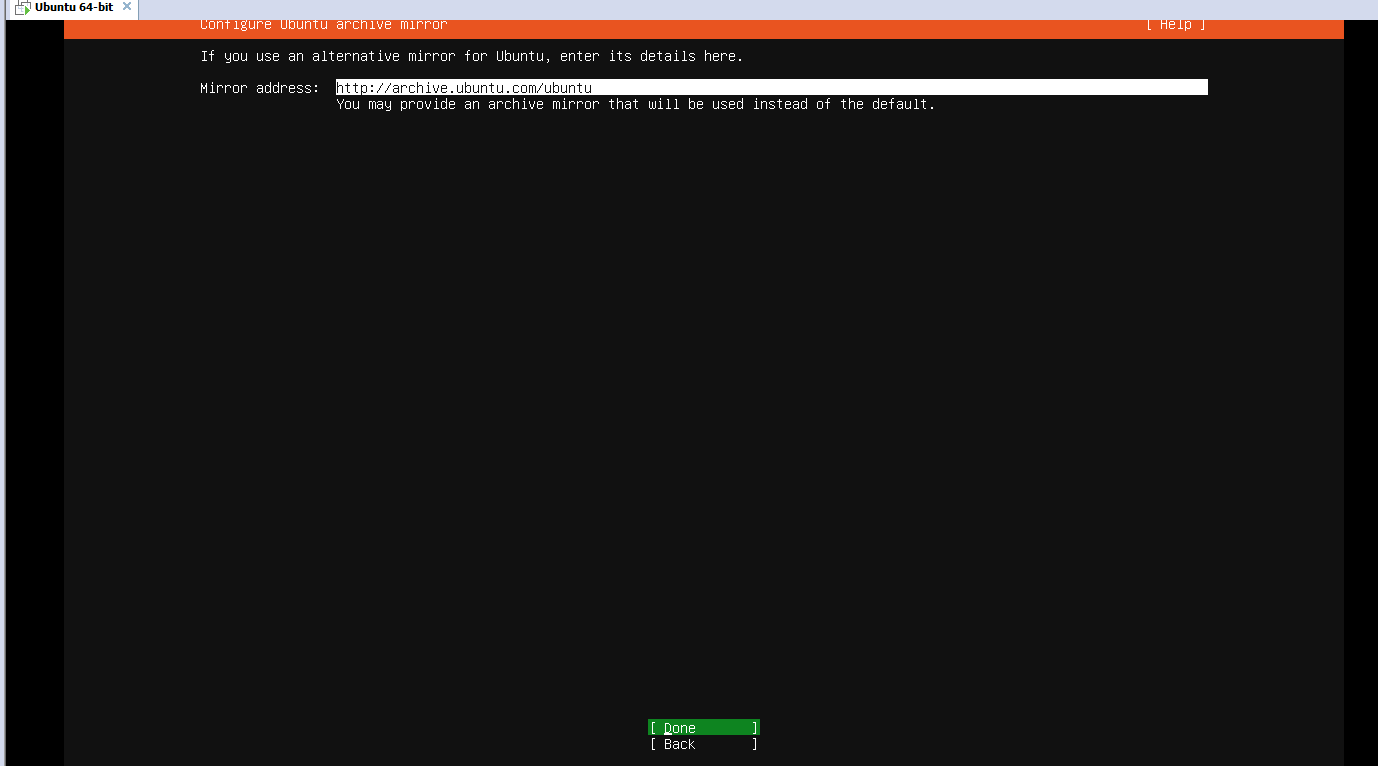 Ubuntu 64-bit
Configure Ubuntu archive mirror [ Help ]
If you use an alternative mirror for Ubuntu, enter its details here.
Mirror address: http://archive.ubuntu.com/ubuntu
You may provide an archive mirror that will be used instead of the default.
[ Done ]
[ Back ]